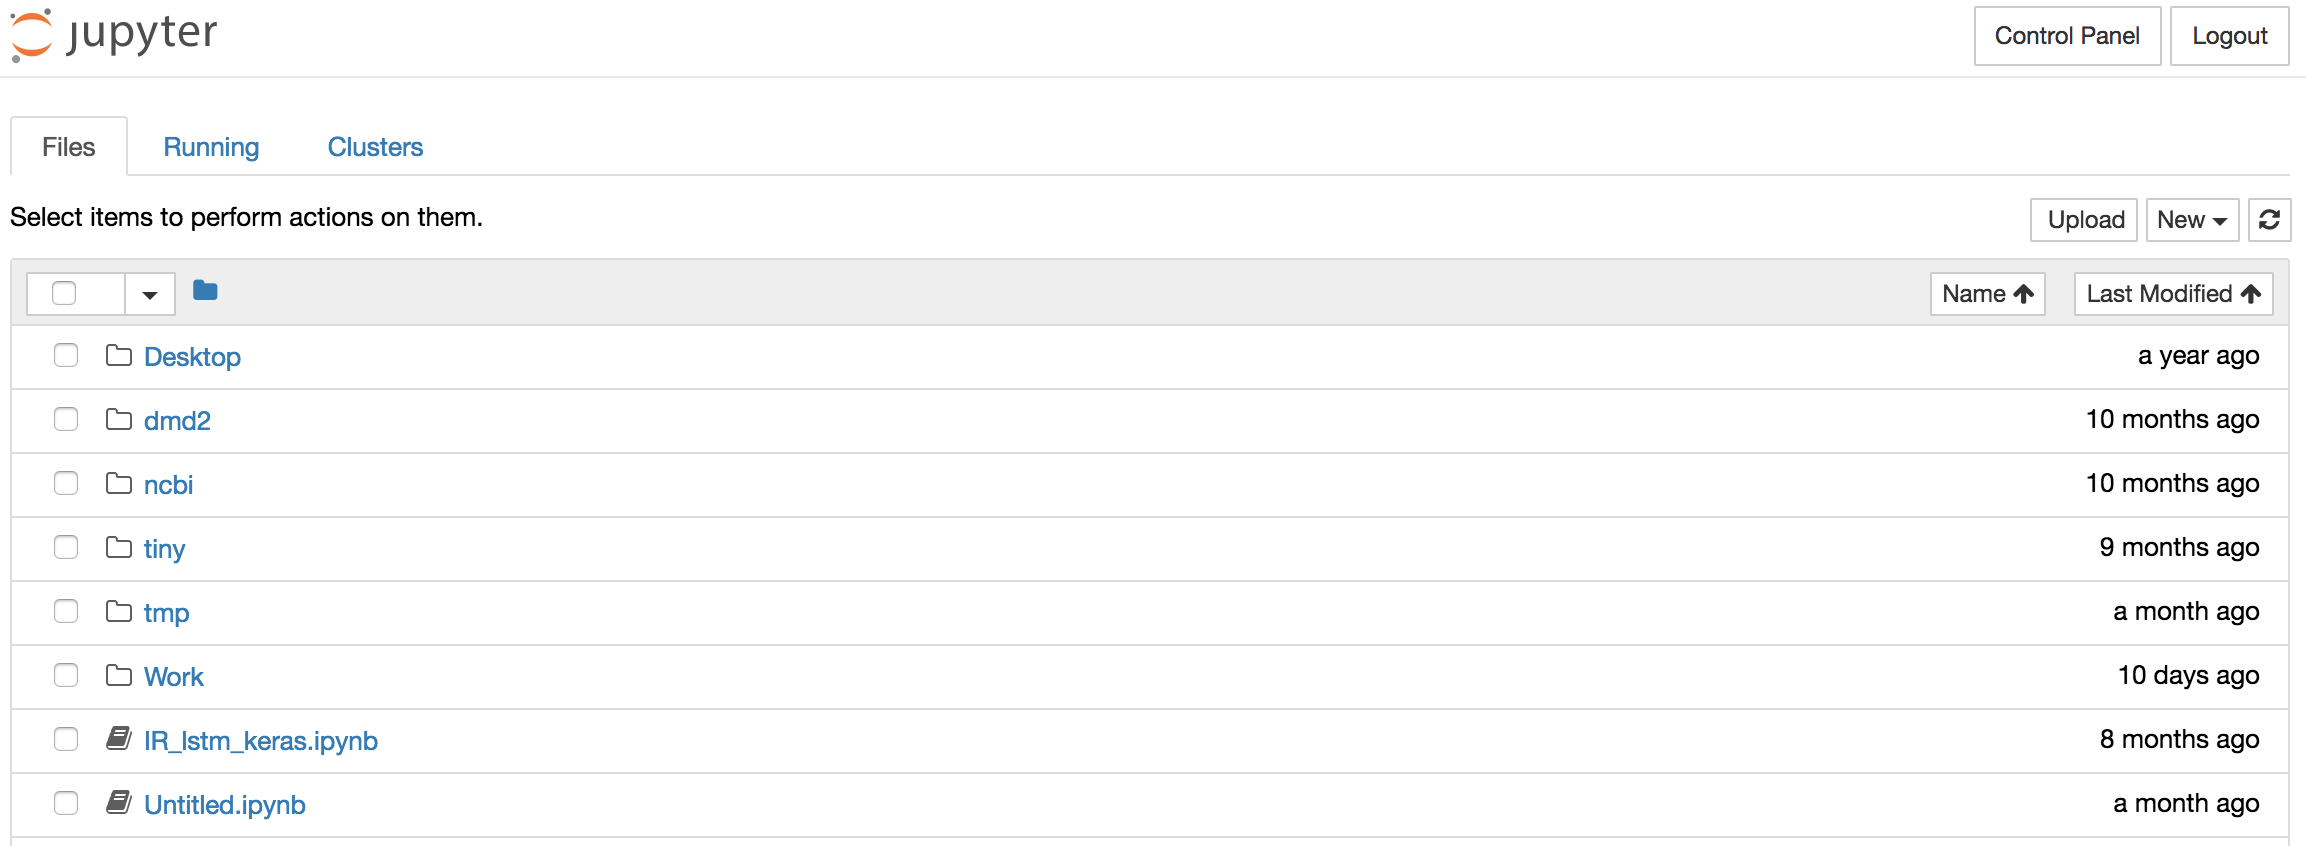 jupyter
Control Panel Logout
Files Running Clusters
Select items to perform actions on them.
Upload New
Name Last Modified
Desktop a year ago
dmd2 10 months ago
ncbi 10 months ago
tiny 9 months ago
tmp a month ago
Work 10 days ago
IR_lstm_keras.ipynb 8 months ago
Untitled.ipynb a month ago